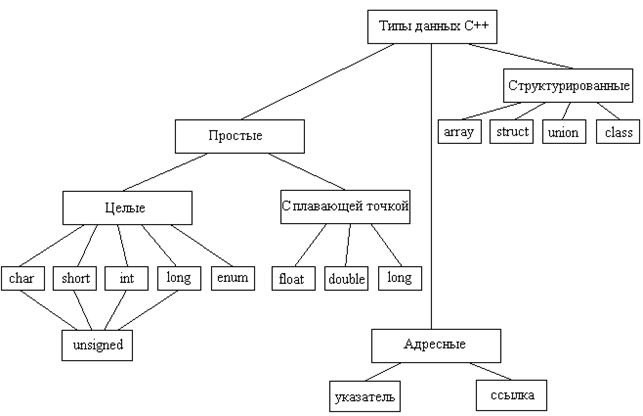 Типы данных C++
Структурированные
array
struct
union
class
Простые
Целые
С плавающей точкой
char
short
int
long
enum
float
double
long
unsigned
Адресные
указатель
ссылка